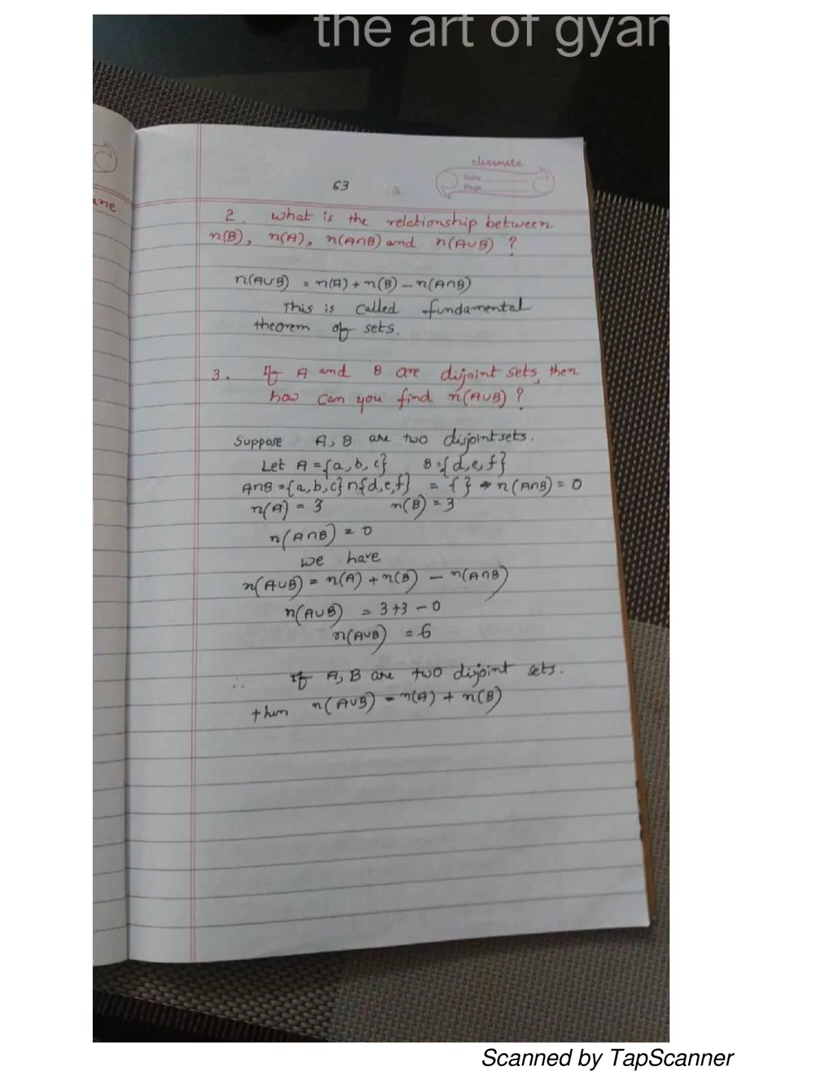 the art of gyan
classmate
Date
Page
63
ane
2. What is the relationship between
n(B), n(A), n(A∩B) and n(A∪B) ?
n(A∪B) = n(A) + n(B) - n(A∩B)
This is called fundamental
theorem of sets.
3. If A and B are disjoint sets, then
how can you find n(A∪B) ?
Suppose A, B are two disjoint sets.
Let A = {a, b, c} B = {d, e, f}
A∩B = {a, b, c} ∩ {d, e, f} = { } ⇒ n(A∩B) = 0
n(A) = 3 n(B) = 3
n(A∩B) = 0
we have
n(A∪B) = n(A) + n(B) - n(A∩B)
n(A∪B) = 3+3-0
n(A∪B) = 6
∴ If A, B are two disjoint sets.
then n(A∪B) = n(A) + n(B)
Scanned by TapScanner